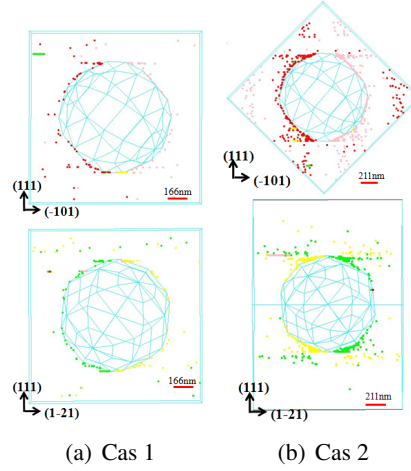 (111)
(-101)
166nm
(111)
(-101)
211nm
(111)
(1-21)
166nm
(111)
(1-21)
211nm
(a) Cas 1
(b) Cas 2